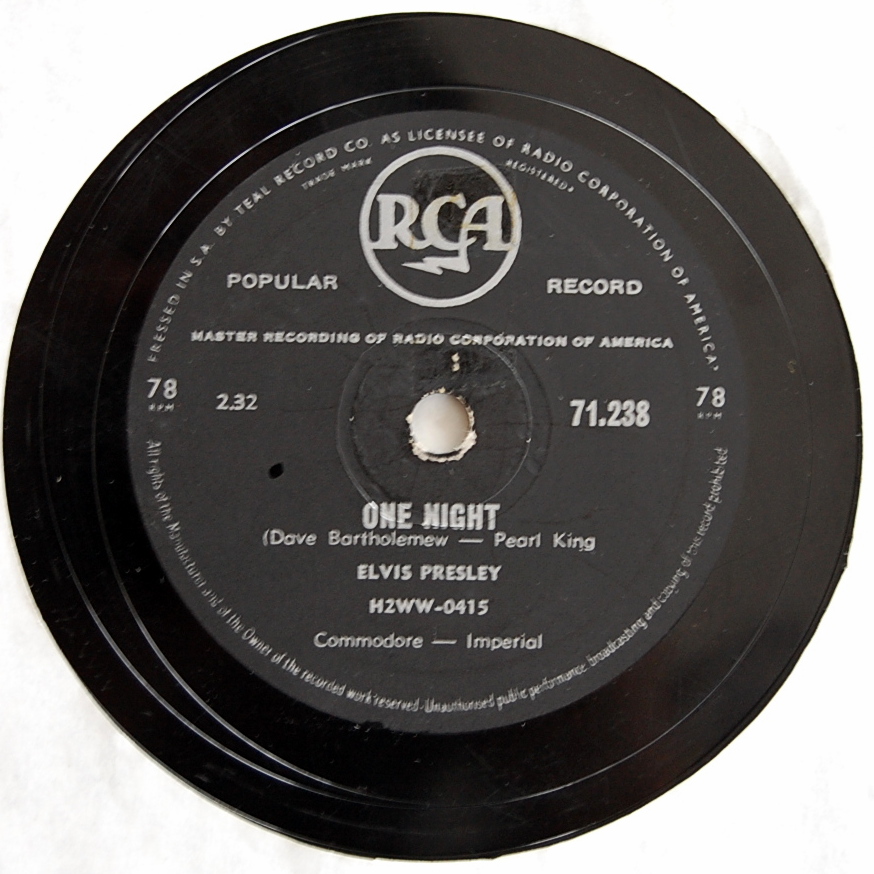 PRESSED IN S.A. BY TEAL RECORD CO. AS LICENSEE OF RADIO CORPORATION OF AMERICA'
TRADE MARK
REGISTERED'
RCA
POPULAR RECORD
MASTER RECORDING OF RADIO CORPORATION OF AMERICA
78 RPM
2.32
71.238
78 RPM
ONE NIGHT
(Dave Bartholemew — Pearl King
ELVIS PRESLEY
H2WW-0415
Commodore — Imperial
All rights of the Manufacturer and of the Owner of the recorded work reserved - Unauthorised public performance broadcasting and copying of this record prohibited